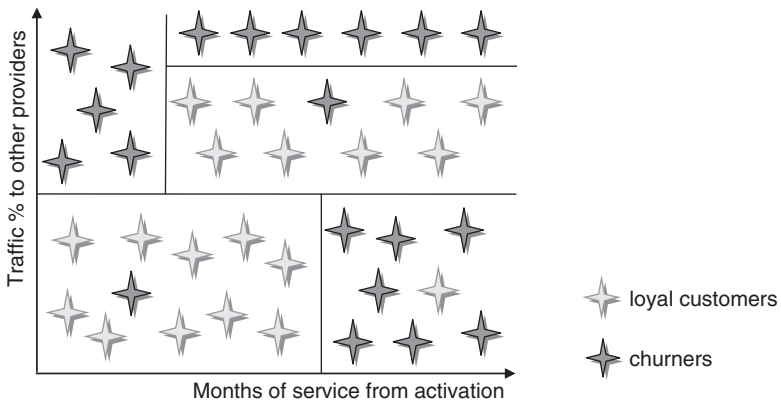 Traffic % to other providers
loyal customers
churners
Months of service from activation